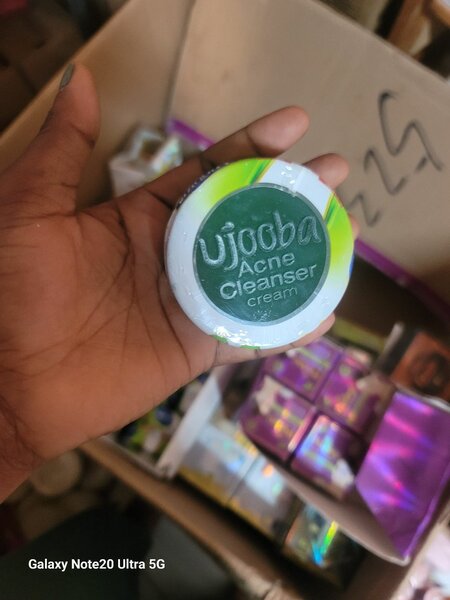 ujooba
Acne
Cleanser
cream
Galaxy Note20 Ultra 5G